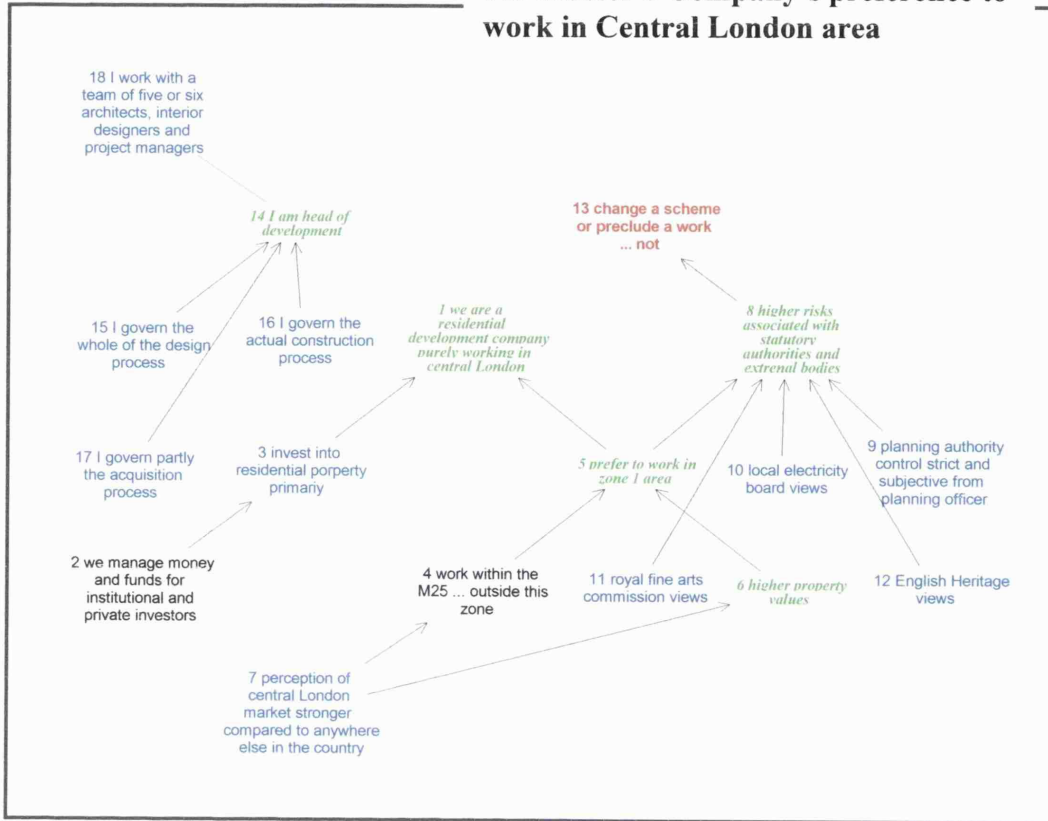 work in Central London area
18 I work with a
team of five or six
architects, interior
designers and
project managers
14 I am head of
development
13 change a scheme
or preclude a work
... not
15 I govern the
whole of the design
process
16 I govern the
actual construction
process
1 we are a
residential
development company
purely working in
central London
8 higher risks
associated with
statutory
authorities and
extrenal bodies
17 I govern partly
the acquisition
process
3 invest into
residential porperty
primariy
5 prefer to work in
zone 1 area
10 local electricity
board views
9 planning authority
control strict and
subjective from
planning officer
2 we manage money
and funds for
institutional and
private investors
4 work within the
M25 ... outside this
zone
11 royal fine arts
commission views
6 higher property
values
12 English Heritage
views
7 perception of
central London
market stronger
compared to anywhere
else in the country